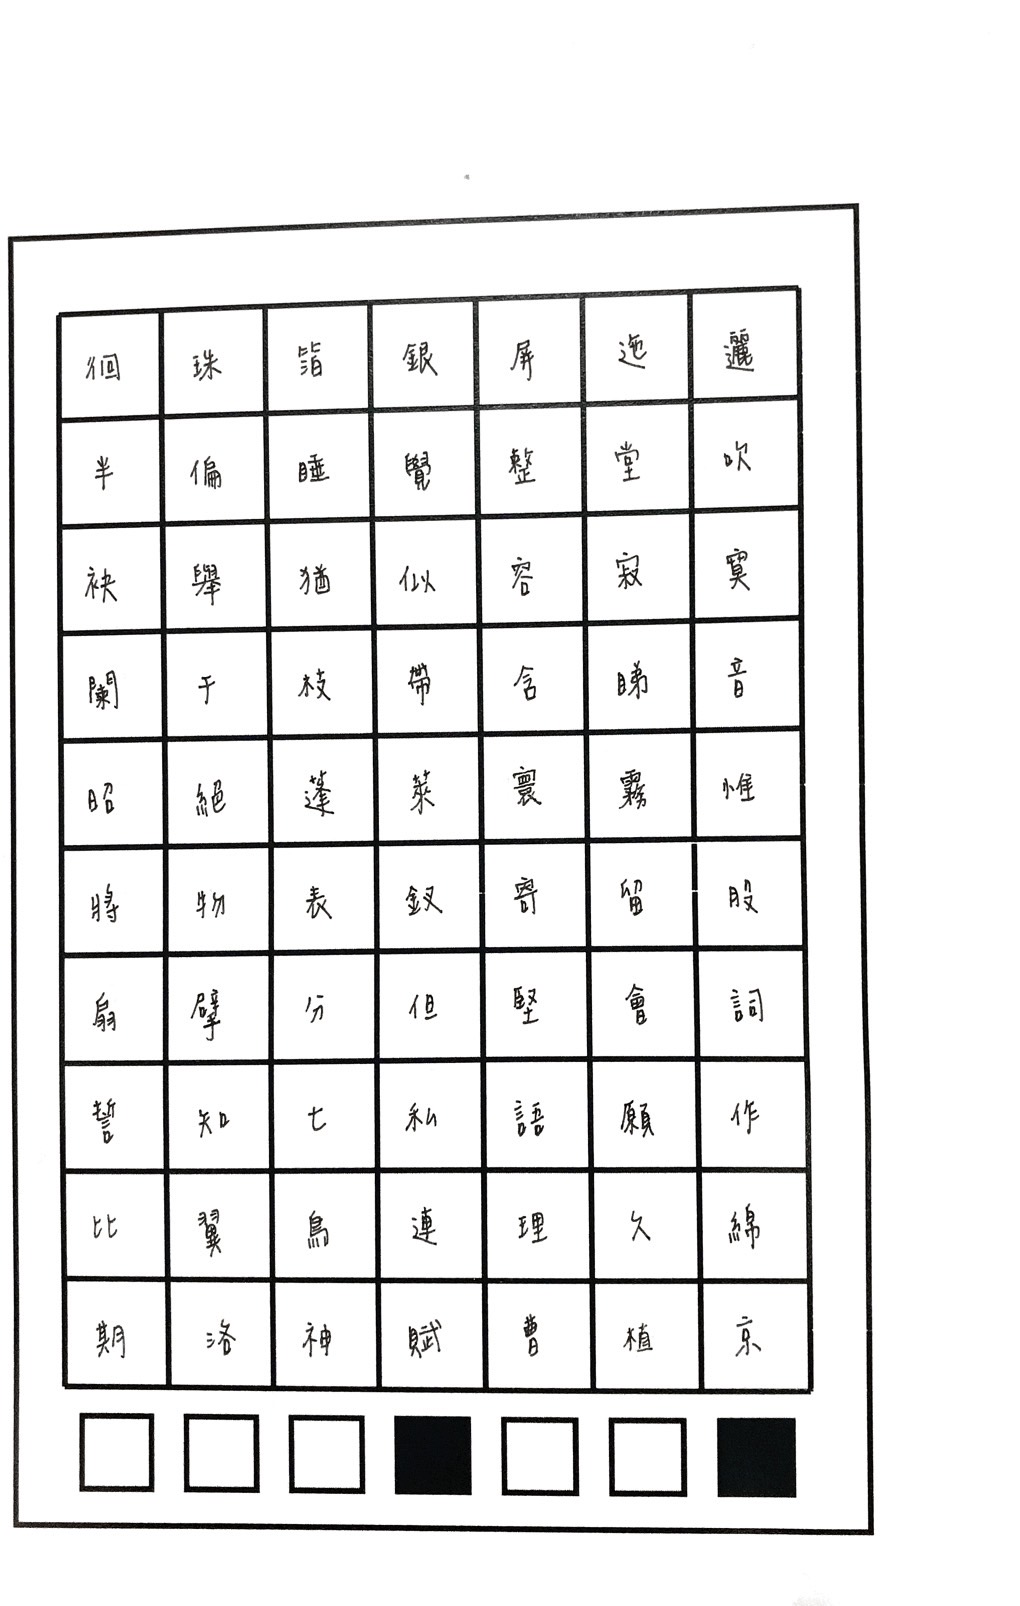 徊珠箔銀屏迤邐
半偏睡覺整堂吹
袂舉猶似容寂寞
闌于枝帶含睇音
昭絕蓬萊寰霧惟
將物表釵寄留股
扇擘分但堅會詞
誓知七私語願作
比翼鳥連理久綿
期洛神賦曹植京